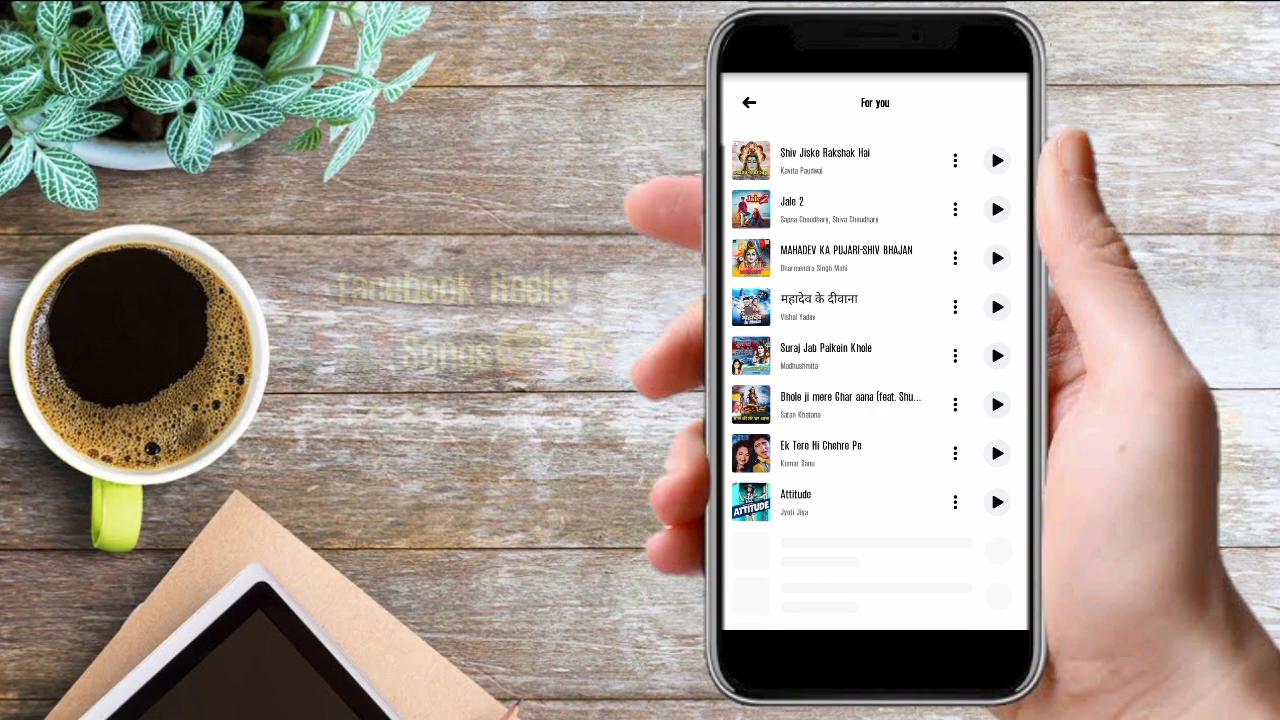 For you
Shiv Jiske Rakshak Hai
Kavita Paudwal
Jale 2
Sapna Choudhary, Shiva Choudhary
MAHADEV KA PUJARI-SHIV BHAJAN
Dharmendra Singh Mahi
महादेव के दीवाना
Vishal Yadav
Suraj Jab Palkein Khole
Madhushmita
Bhole ji mere Ghar aana (feat. Shu...
Satan Khatana
Ek Tere Hi Chehre Pe
Kumar Sanu
Attitude
Jyoti Jiya
ATTITUDE
Facubook Reels
Songs